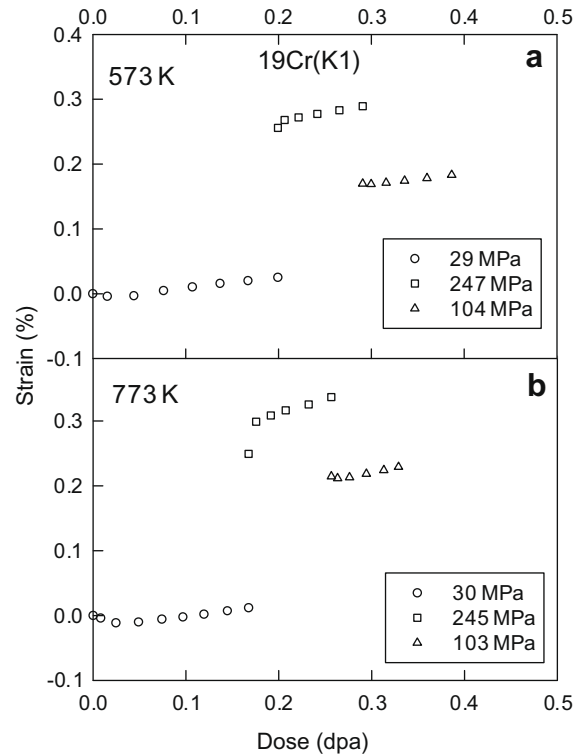 0.0 0.1 0.2 0.3 0.4 0.5
0.4
573 K
19Cr(K1)
a
0.3
0.2
0.1
0.0
-0.1
29 MPa
247 MPa
104 MPa
Strain (%)
773 K
b
0.3
0.2
0.1
0.0
-0.1
30 MPa
245 MPa
103 MPa
0.0 0.1 0.2 0.3 0.4 0.5
Dose (dpa)